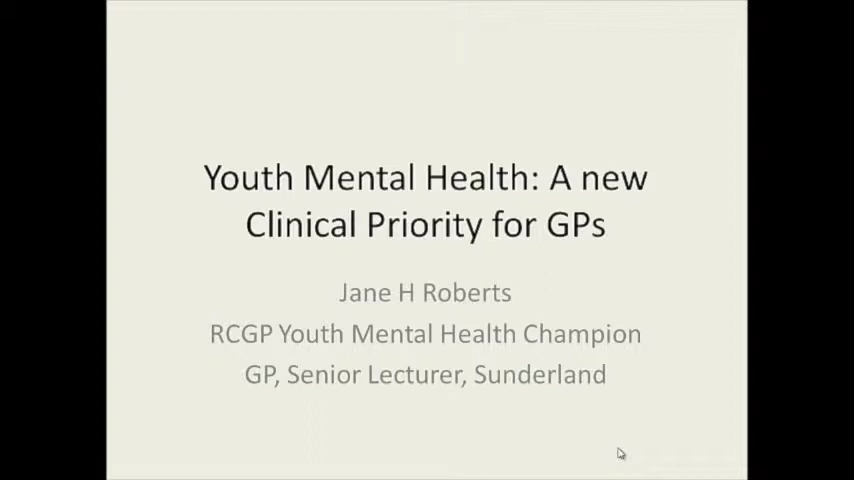 Youth Mental Health: A new
Clinical Priority for GPs
Jane H Roberts
RCGP Youth Mental Health Champion
GP, Senior Lecturer, Sunderland